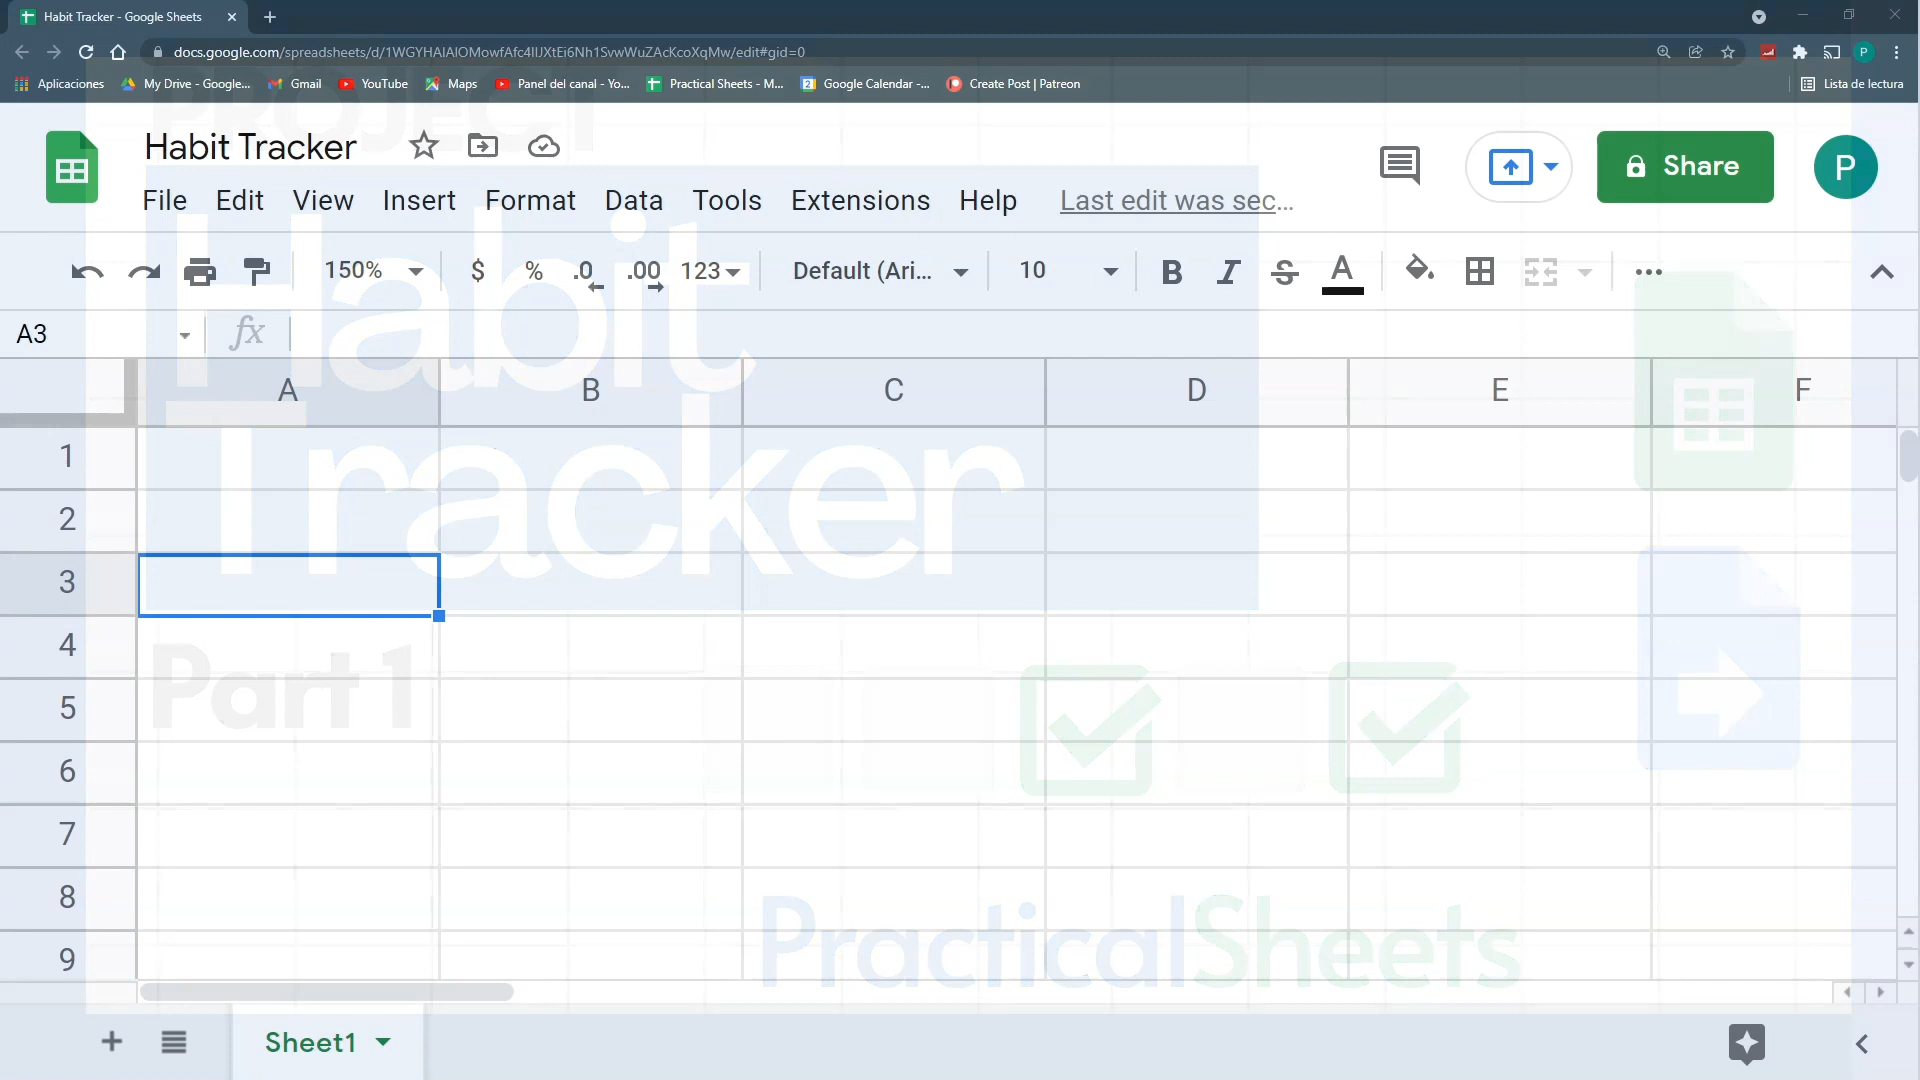 Habit Tracker - Google Sheets
docs.google.com/spreadsheets/d/1WGYHAIAIOMowfAfc4IIJXtEi6Nh1SvwWuZAcKcoXqMw/edit#gid=0
P
Aplicaciones
My Drive - Google...
Gmail
YouTube
Maps
Panel del canal - Yo...
Practical Sheets - M...
Google Calendar -...
Create Post | Patreon
Lista de lectura
PROJECT
Habit Tracker
Share
P
File Edit View Insert Format Data Tools Extensions Help Last edit was sec...
150% $ % .0 .00 123 Default (Ari... 10 B I S A
A3 fx
Habit
Tracker
A B C D E F
1
2
3
4
Part 1
5
6
7
8
PracticalSheets
9
Sheet1